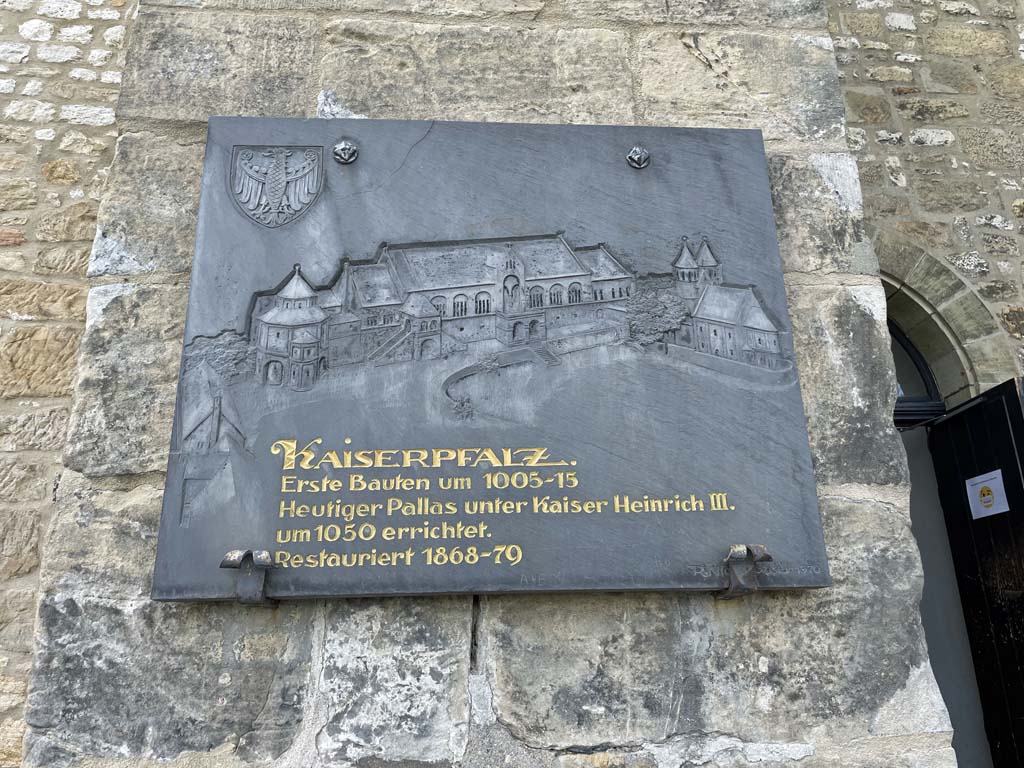 KAISERPFALZ.
Erste Bauten um 1005-15
Heutiger Pallas unter Kaiser Heinrich III.
um 1050 errichtet.
Restauriert 1868-79